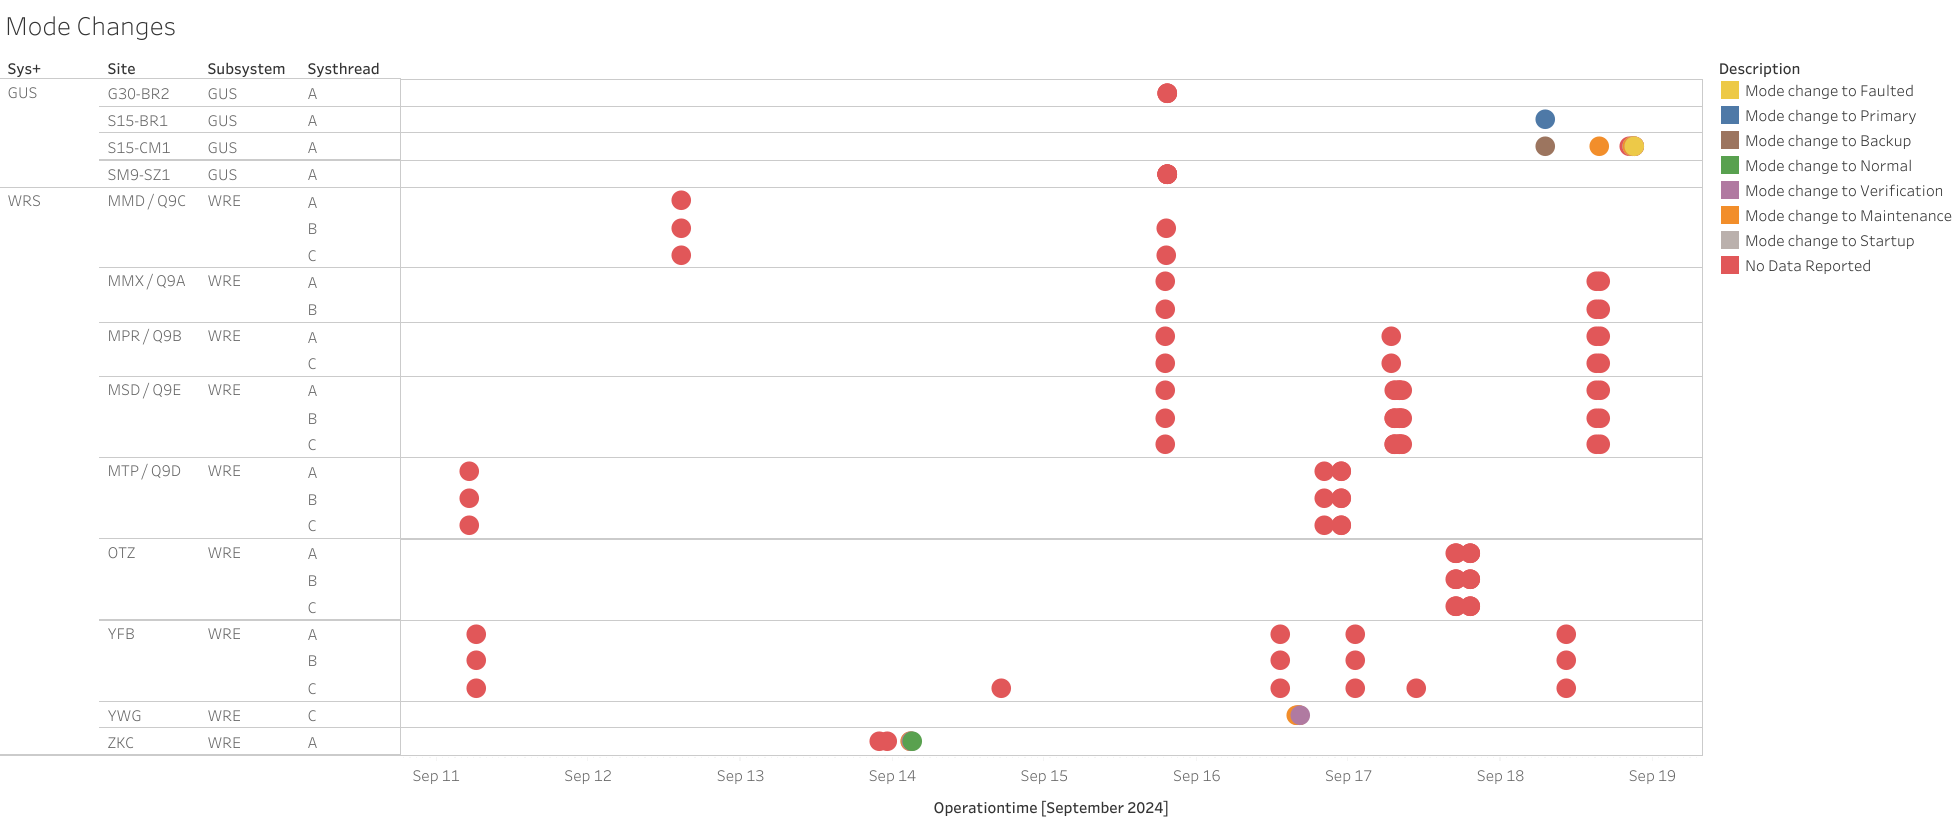 Mode Changes
Sys+ Site Subsystem Systhread
GUS G30-BR2 GUS A
S15-BR1 GUS A
S15-CM1 GUS A
SM9-SZ1 GUS A
WRS MMD / Q9C WRE A
B
C
MMX / Q9A WRE A
B
MPR / Q9B WRE A
C
MSD / Q9E WRE A
B
C
MTP / Q9D WRE A
B
C
OTZ WRE A
B
C
YFB WRE A
B
C
YWG WRE C
ZKC WRE A
Sep 11 Sep 12 Sep 13 Sep 14 Sep 15 Sep 16 Sep 17 Sep 18 Sep 19
Operationtime [September 2024]
Description
Mode change to Faulted
Mode change to Primary
Mode change to Backup
Mode change to Normal
Mode change to Verification
Mode change to Maintenance
Mode change to Startup
No Data Reported